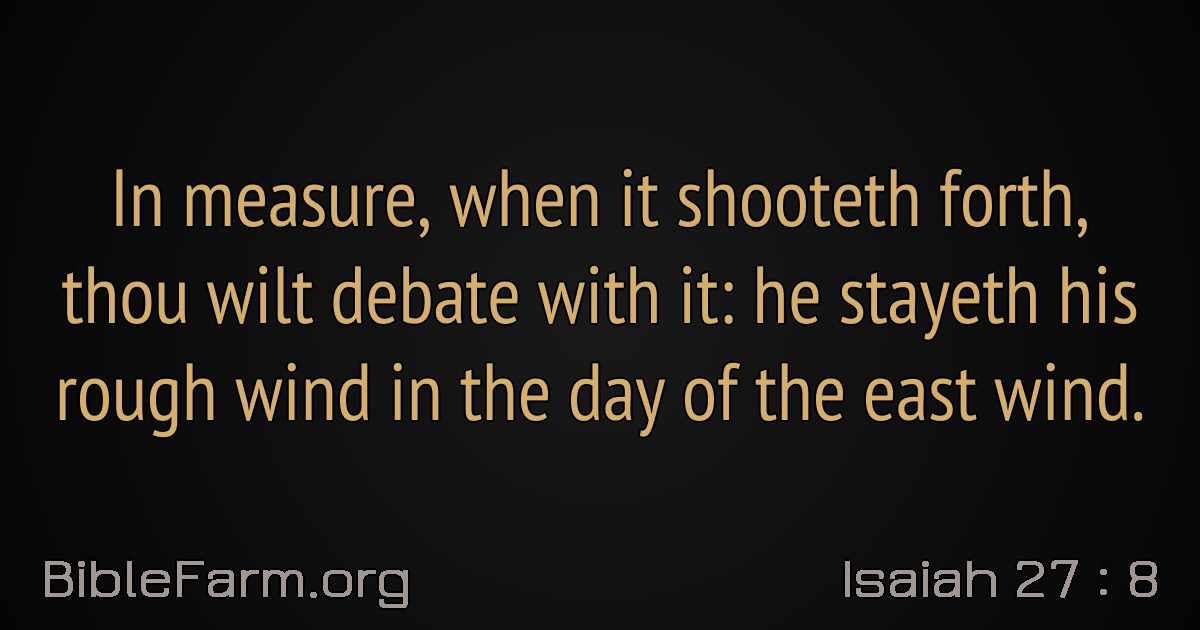 In measure, when it shooteth forth,
thou wilt debate with it: he stayeth his
rough wind in the day of the east wind.
BibleFarm.org
Isaiah 27 : 8